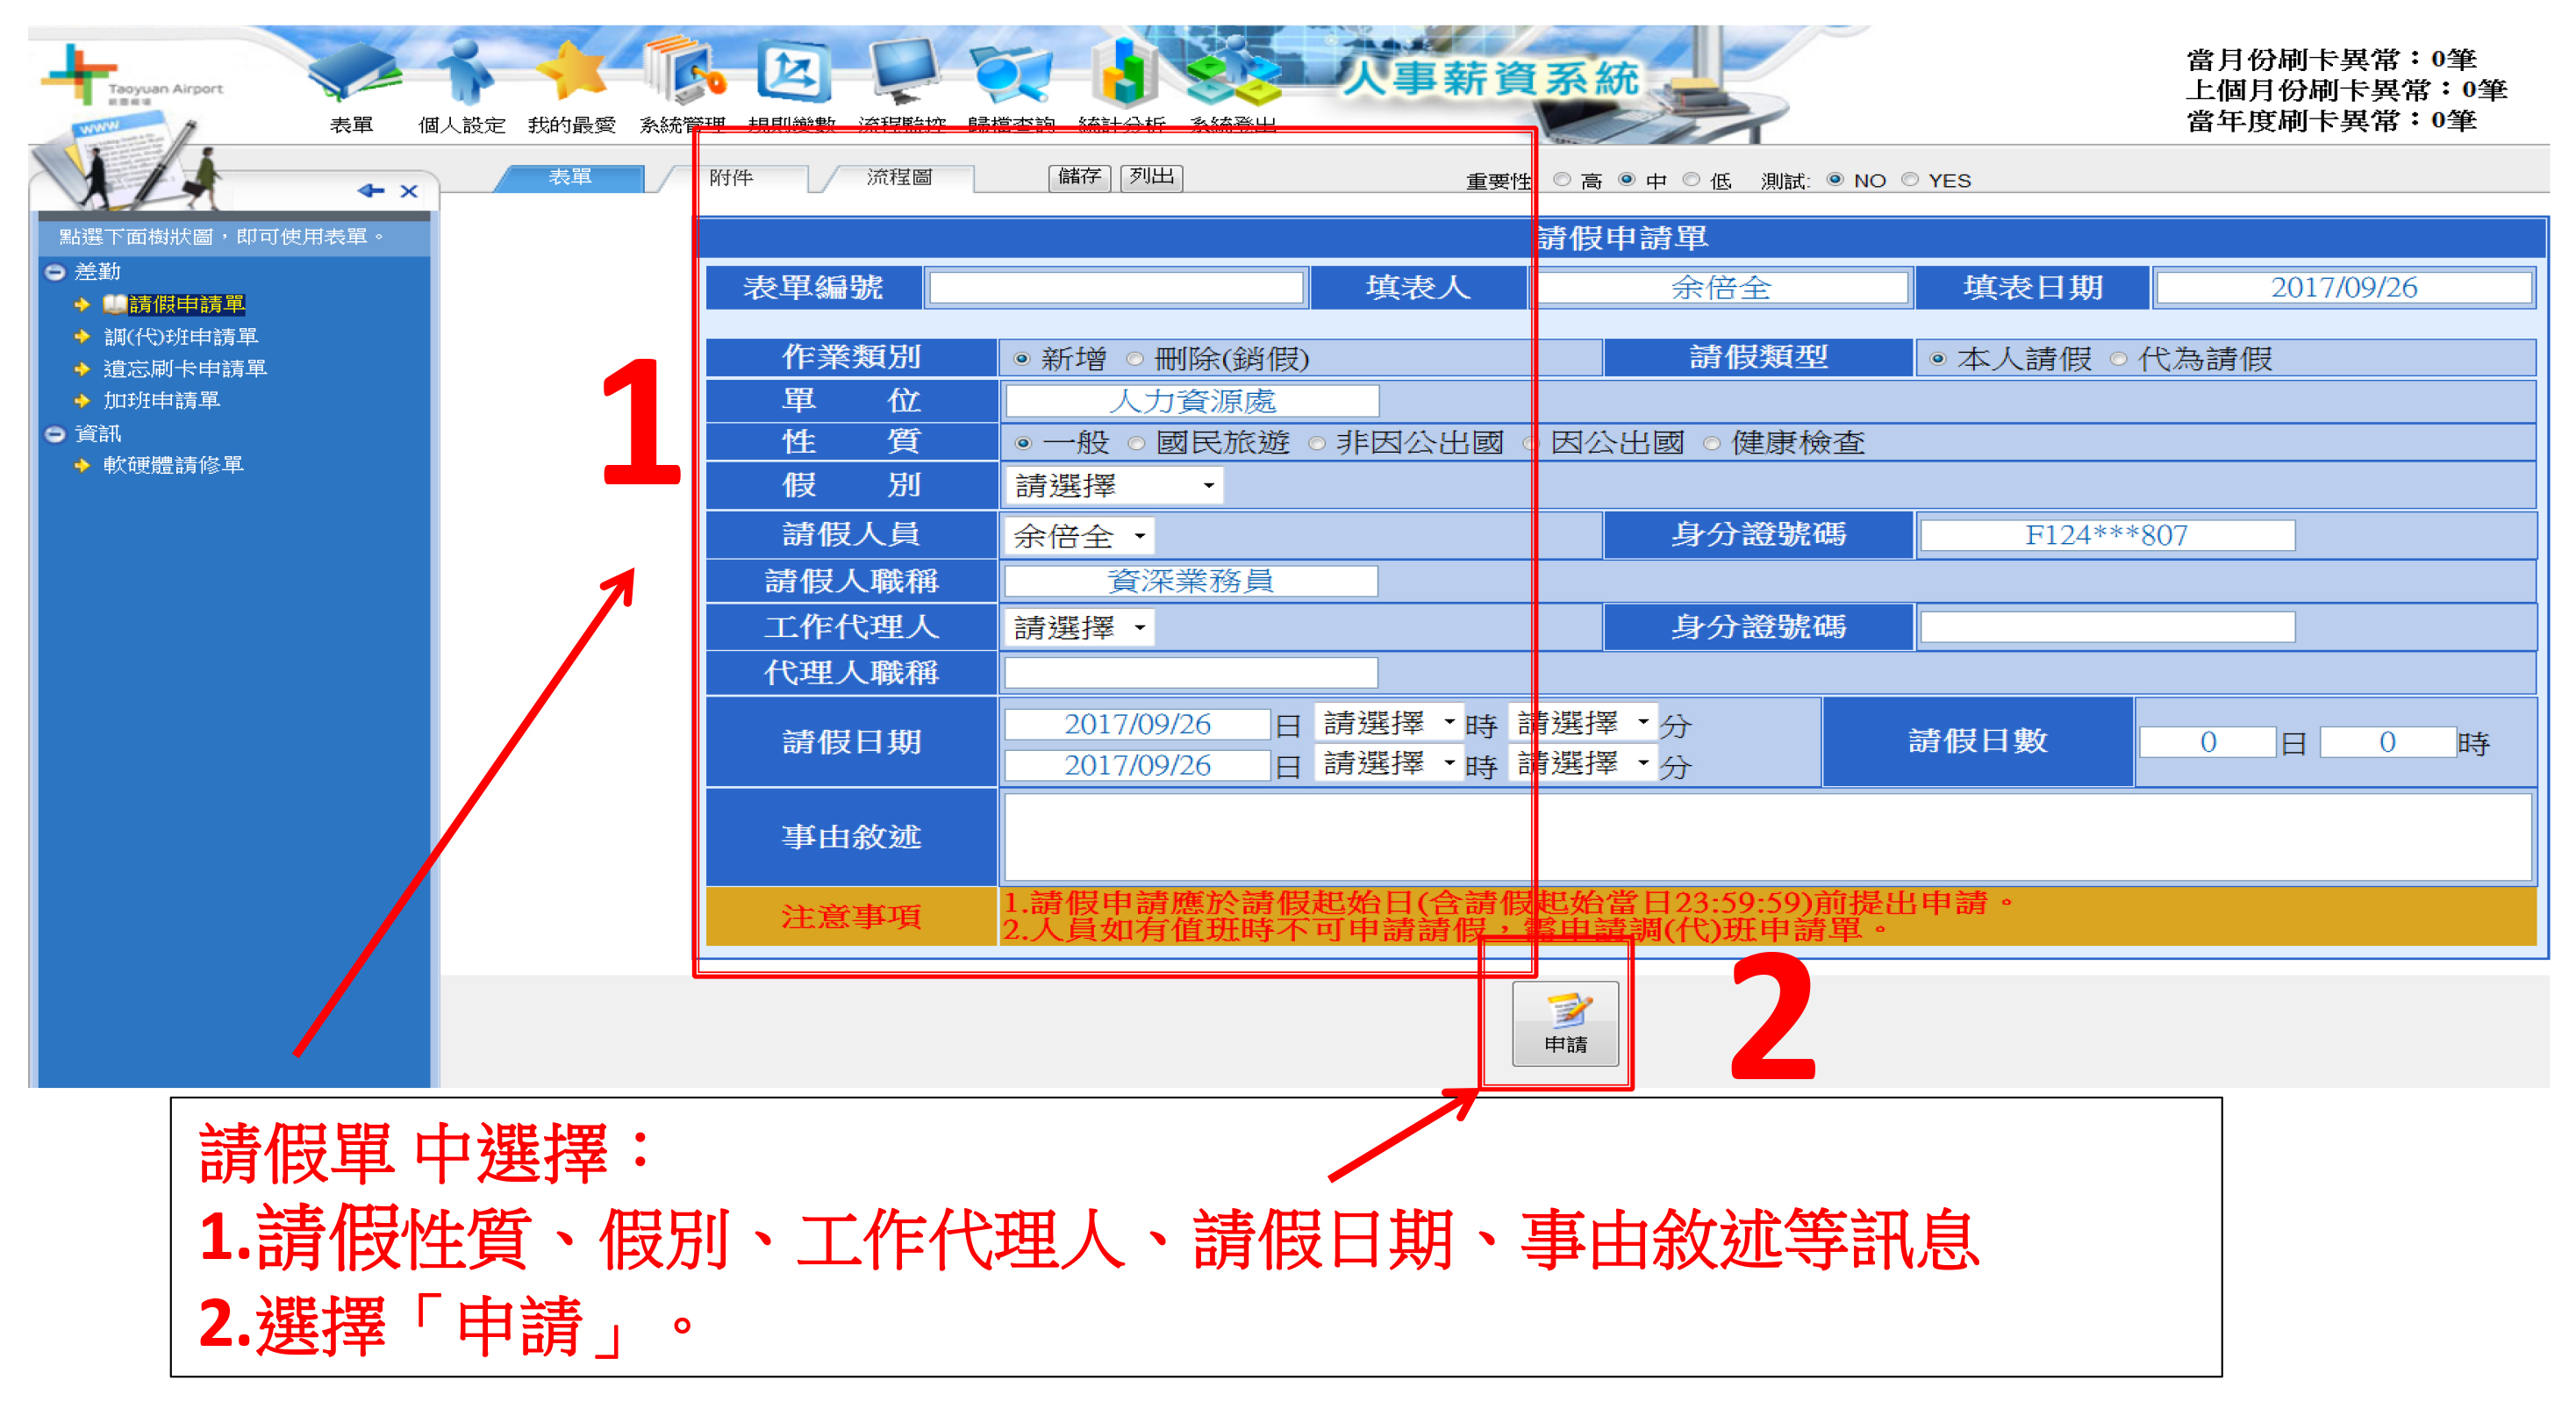 Taoyuan Airport
桃園機場
WWW
表單 個人設定 我的最愛 系統管理 規則變數 流程監控 歸檔查詢 統計分析 系統登出
人事薪資系統
當月份刷卡異常：0筆
上個月份刷卡異常：0筆
當年度刷卡異常：0筆
表單 附件 流程圖 儲存 列出 重要性 高 中 低 測試: NO YES
點選下面樹狀圖，即可使用表單。
差勤
請假申請單
調(代)班申請單
遺忘刷卡申請單
加班申請單
資訊
軟硬體請修單
請假申請單
表單編號 填表人 余倍全 填表日期 2017/09/26
作業類別 新增 刪除(銷假) 請假類型 本人請假 代為請假
單 位 人力資源處
性 質 一般 國民旅遊 非因公出國 因公出國 健康檢查
假 別 請選擇
請假人員 余倍全 身分證號碼 F124***807
請假人職稱 資深業務員
工作代理人 請選擇 身分證號碼
代理人職稱
請假日期 2017/09/26 日 請選擇 時 請選擇 分
2017/09/26 日 請選擇 時 請選擇 分
請假日數 0 日 0 時
事由敘述
注意事項 1.請假申請應於請假起始日(含請假起始當日23:59:59)前提出申請。
2.人員如有值班時不可申請請假，需申請調(代)班申請單。
申請
1
2
請假單 中選擇：
1.請假性質、假別、工作代理人、請假日期、事由敘述等訊息
2.選擇「申請」。